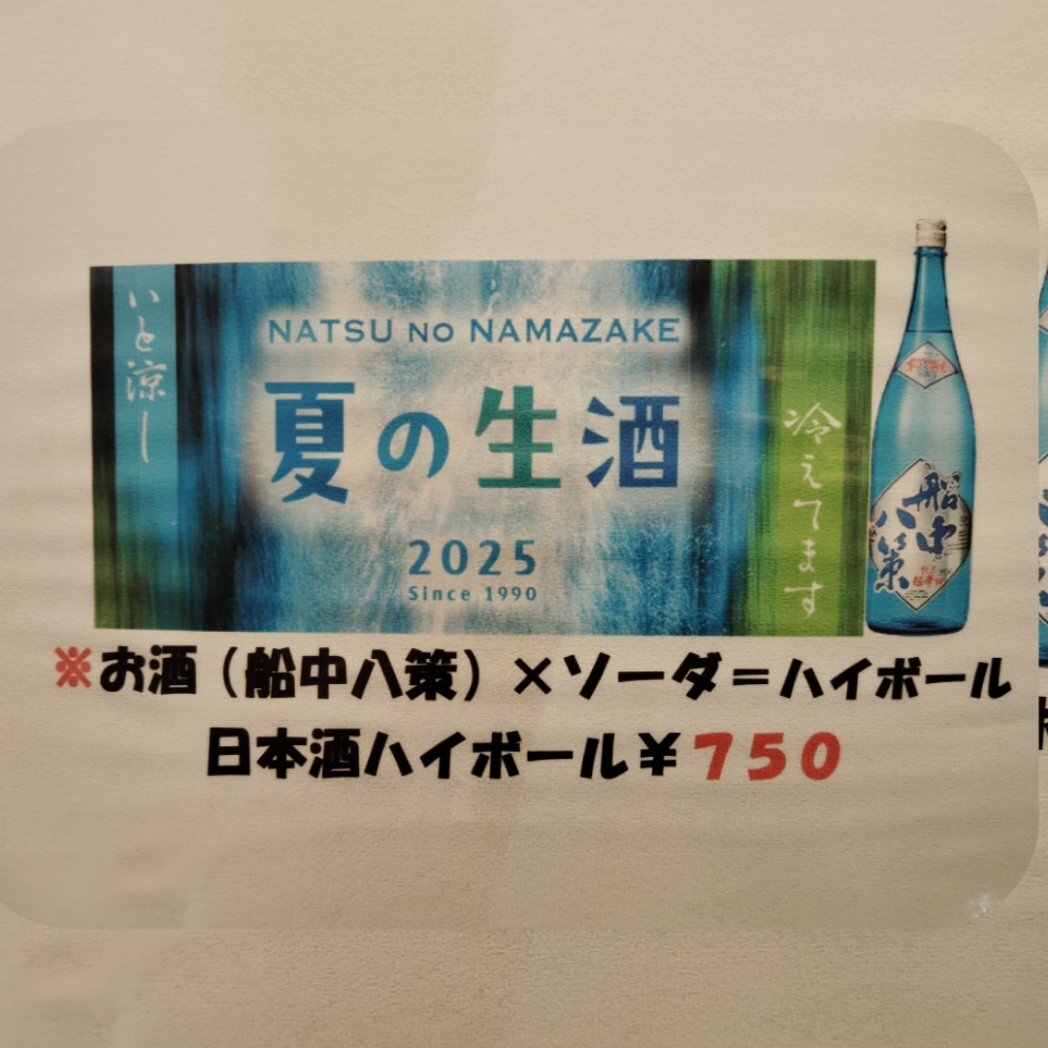 いと涼し
NATSU NO NAMAZAKE
夏の生酒
2025
Since 1990
冷えてます
船中
八策
※お酒（船中八策）×ソーダ＝ハイボール
日本酒ハイボール￥７５０